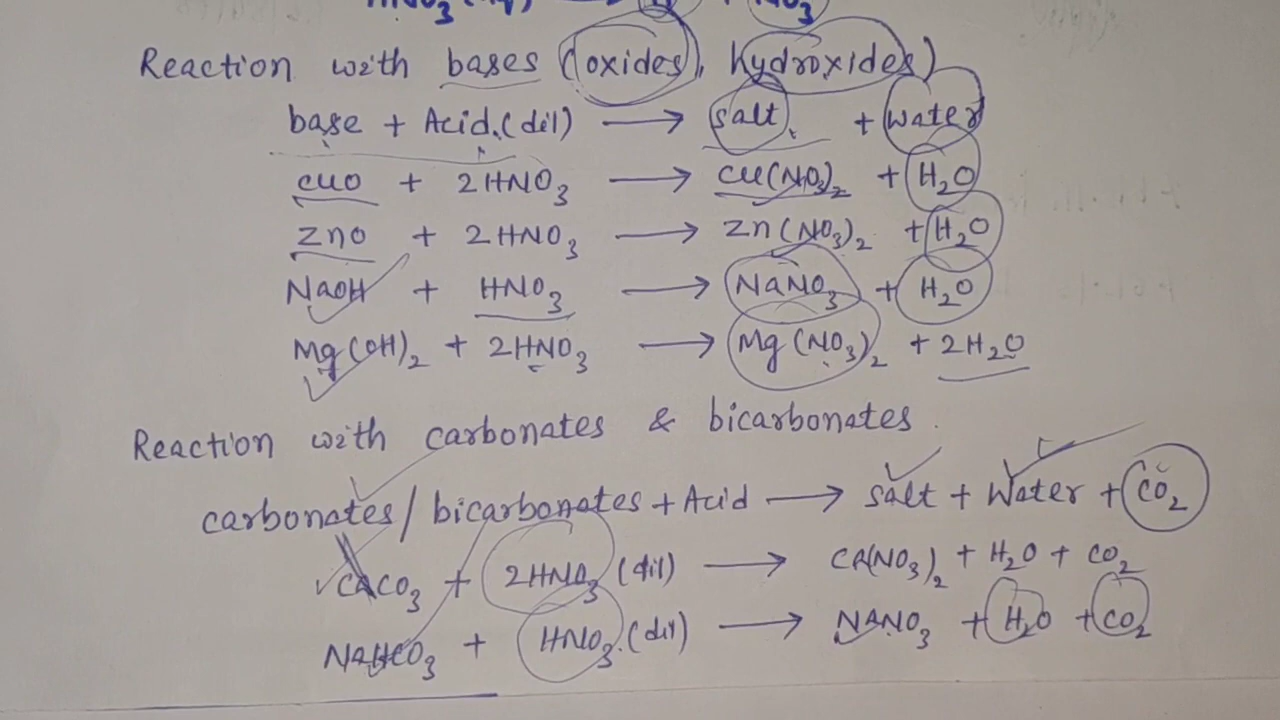 Reaction with bases (oxides, hydroxides)
base + Acid (dil) → salt + water
CuO + 2HNO₃ → Cu(NO₃)₂ + H₂O
ZnO + 2HNO₃ → Zn(NO₃)₂ + H₂O
NaOH + HNO₃ → NaNO₃ + H₂O
Mg(OH)₂ + 2HNO₃ → Mg(NO₃)₂ + 2H₂O
Reaction with carbonates & bicarbonates.
carbonates/bicarbonates + Acid → salt + Water + CO₂
CaCO₃ + 2HNO₃ (dil) → CA(NO₃)₂ + H₂O + CO₂
NaHCO₃ + HNO₃ (dil) → NANO₃ + H₂O + CO₂